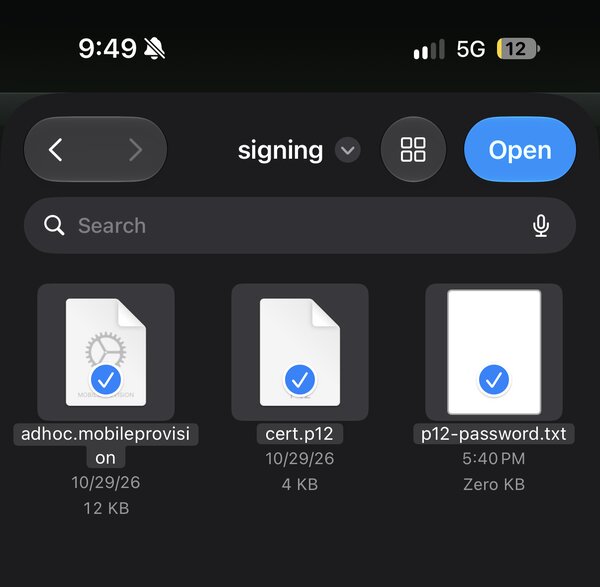 9:49
5G
12
signing
Open
Search
MOBILEPROVISION
adhoc.mobileprovisi
on
10/29/26
12 KB
cert.p12
10/29/26
4 KB
p12-password.txt
5:40 PM
Zero KB